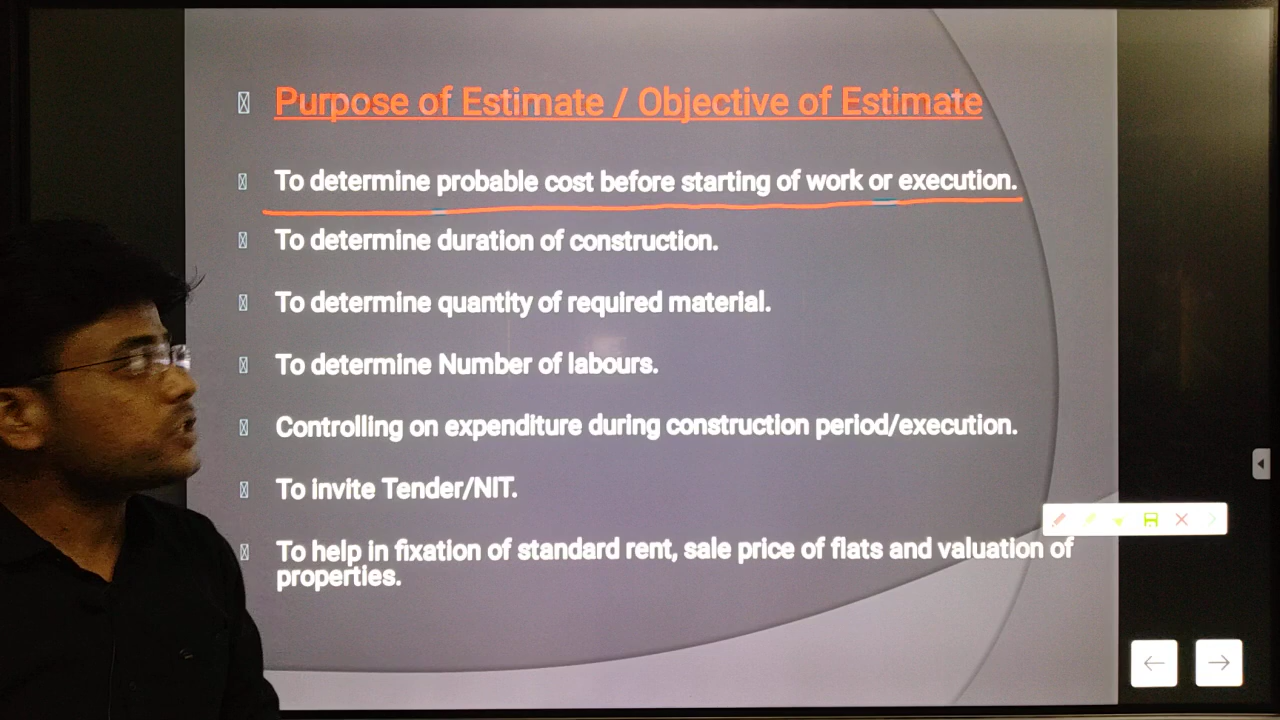 Purpose of Estimate / Objective of Estimate
To determine probable cost before starting of work or execution.
To determine duration of construction.
To determine quantity of required material.
To determine Number of labours.
Controlling on expenditure during construction period/execution.
To invite Tender/NIT.
To help in fixation of standard rent, sale price of flats and valuation of
properties.